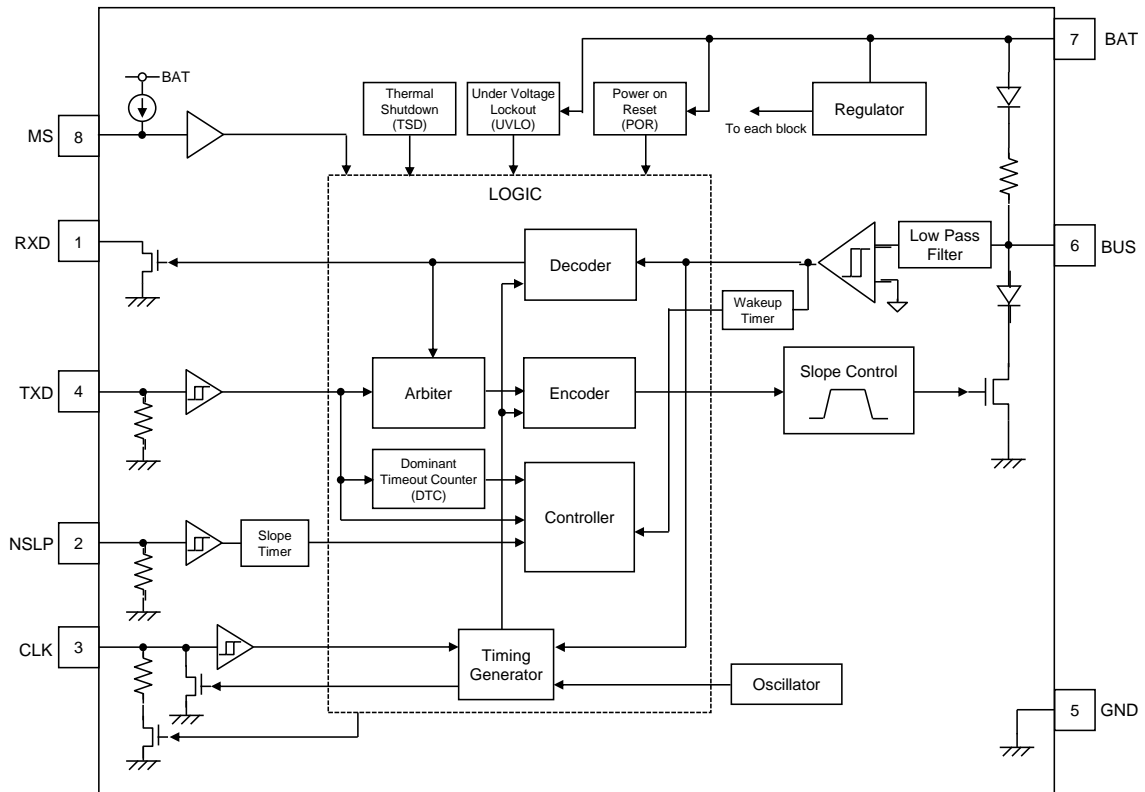 7
BAT
BAT
Thermal
Shutdown
(TSD)
Under Voltage
Lockout
(UVLO)
Power on
Reset
(POR)
Regulator
To each block
MS
8
LOGIC
RXD
1
Decoder
Low Pass
Filter
6
BUS
Wakeup
Timer
TXD
4
Arbiter
Encoder
Slope Control
Dominant
Timeout Counter
(DTC)
Controller
NSLP
2
Slope
Timer
CLK
3
Timing
Generator
Oscillator
5
GND